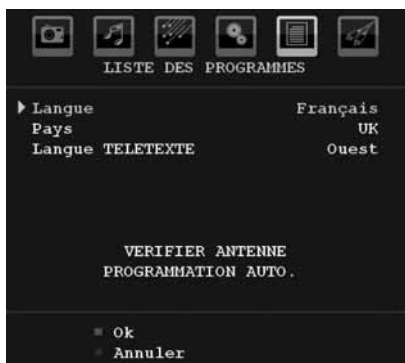 LISTE DES PROGRAMMES
Langue Français
Pays UK
Langue TELETEXTE Ouest
VERIFIER ANTENNE
PROGRAMMATION AUTO.
Ok
Annuler